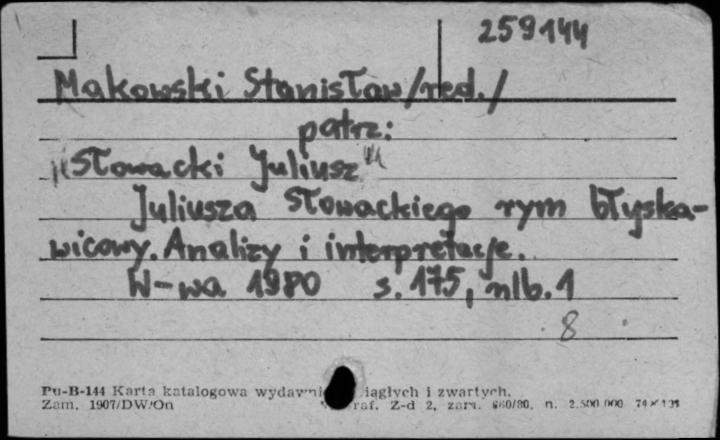 259144
Makowski Stanisław /red./
patrz:
"Słowacki Juliusz"
Juliusza Słowackiego rym błyska-
wicowy. Analizy i interpretacje.
W-wa 1980 s. 175, nlb. 1
8
Pu-B-144 Karta katalogowa wydawni iągłych i zwartych.
Zam. 1907/DW/On raf. Z-d 2, zam. 660/80, n. 2.500.000 74×124